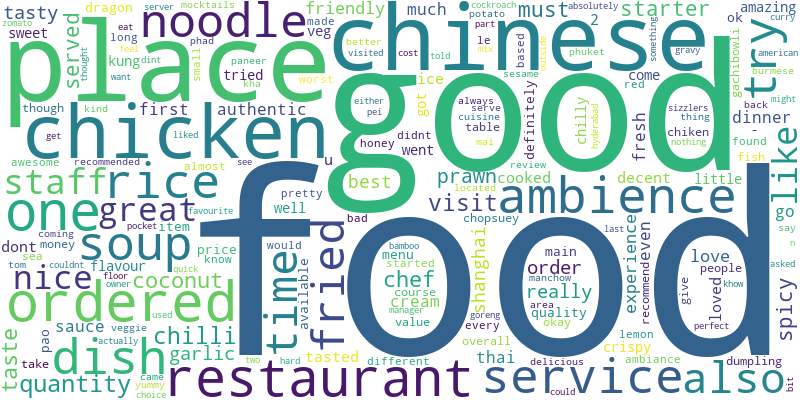 tasty
dragon
noodle
mocktails
friendly
made
much
potato
cockroach
must
absolutely
2
starter
zomato
eat
server
sweet
long
phad
veg
part
ok
amazing
curry
place
served
thought
chinese
try
feel
small
paneer
better
visited
cost
told
le
mix
based
outside
phuket
something
gravy
american
kung
tried
dint
want
kha
worst
ice
got
sesame
come
gachibowli
burmese
though
kind
first
authentic
either
pei
always
serve
cuisine
table
definitely
red
sizzlers
thing
back
might
chicken
good
chilly
hyderabad
chiken
dinner
-
get
liked
honey
didnt
went
mai
fresh
nothing
found
awesome
recommended
almost
see
u
review
fish
like
staff
rice
best
prawn
cooked
decent
little
located
pretty
visit
ambience
go
one
great
favourite
well
bad
chopsuey
say
n
coming
pocket
item
dont
money
soup
price
know
would
fried
food
bamboo
menu
started
main
manchow
order
last
experience
even
love
people
asked
sea
tom
couldnt
flavour
time
available
chef
course
cream
shanghai
really
area
quality
recommend
loved
give
khow
spicy
nice
floor
owner
quick
coconut
ordered
used
manager
value
goreng
every
okay
perfect
taste
pao
sauce
veggie
chilli
lemon
actually
garlic
overall
crispy
dish
two
hard
tasted
different
thai
delicious
ambiance
dumpling
take
came
yummy
choice
quantity
restaurant
service
could
also
bit